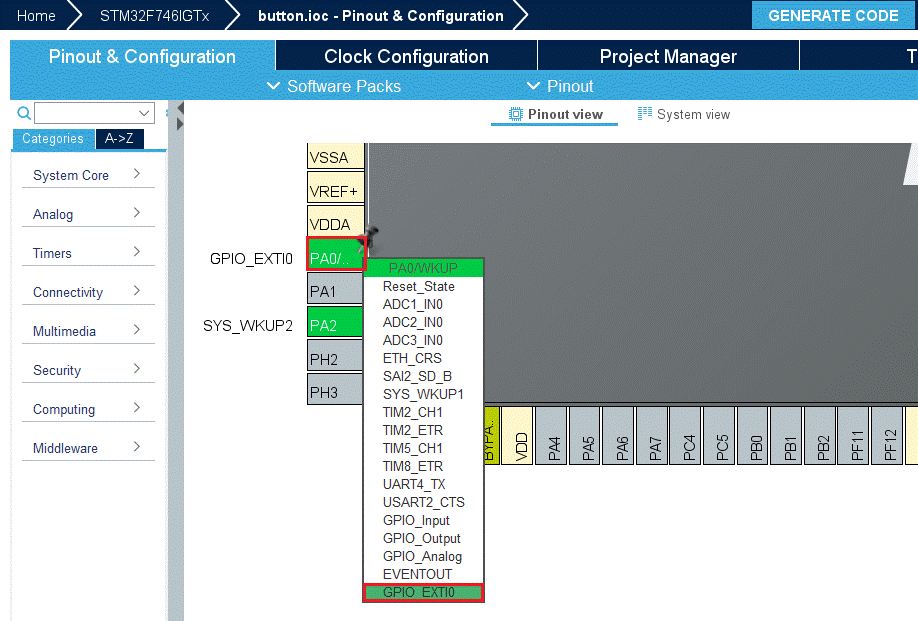 Home STM32F746IGTx button.ioc - Pinout & Configuration GENERATE CODE
Pinout & Configuration Clock Configuration Project Manager T
Software Packs Pinout
Pinout view System view
Categories A->Z
System Core
Analog
Timers
Connectivity
Multimedia
Security
Computing
Middleware
VSSA
VREF+
VDDA
GPIO_EXTI0 PA0/..
PA1
SYS_WKUP2 PA2
PH2
PH3
PA0/WKUP
Reset_State
ADC1_IN0
ADC2_IN0
ADC3_IN0
ETH_CRS
SAI2_SD_B
SYS_WKUP1
TIM2_CH1
TIM2_ETR
TIM5_CH1
TIM8_ETR
UART4_TX
USART2_CTS
GPIO_Input
GPIO_Output
GPIO_Analog
EVENTOUT
GPIO_EXTI0
BYPA..
VDD
PA4
PA5
PA6
PA7
PC4
PC5
PB0
PB1
PB2
PF11
PF12